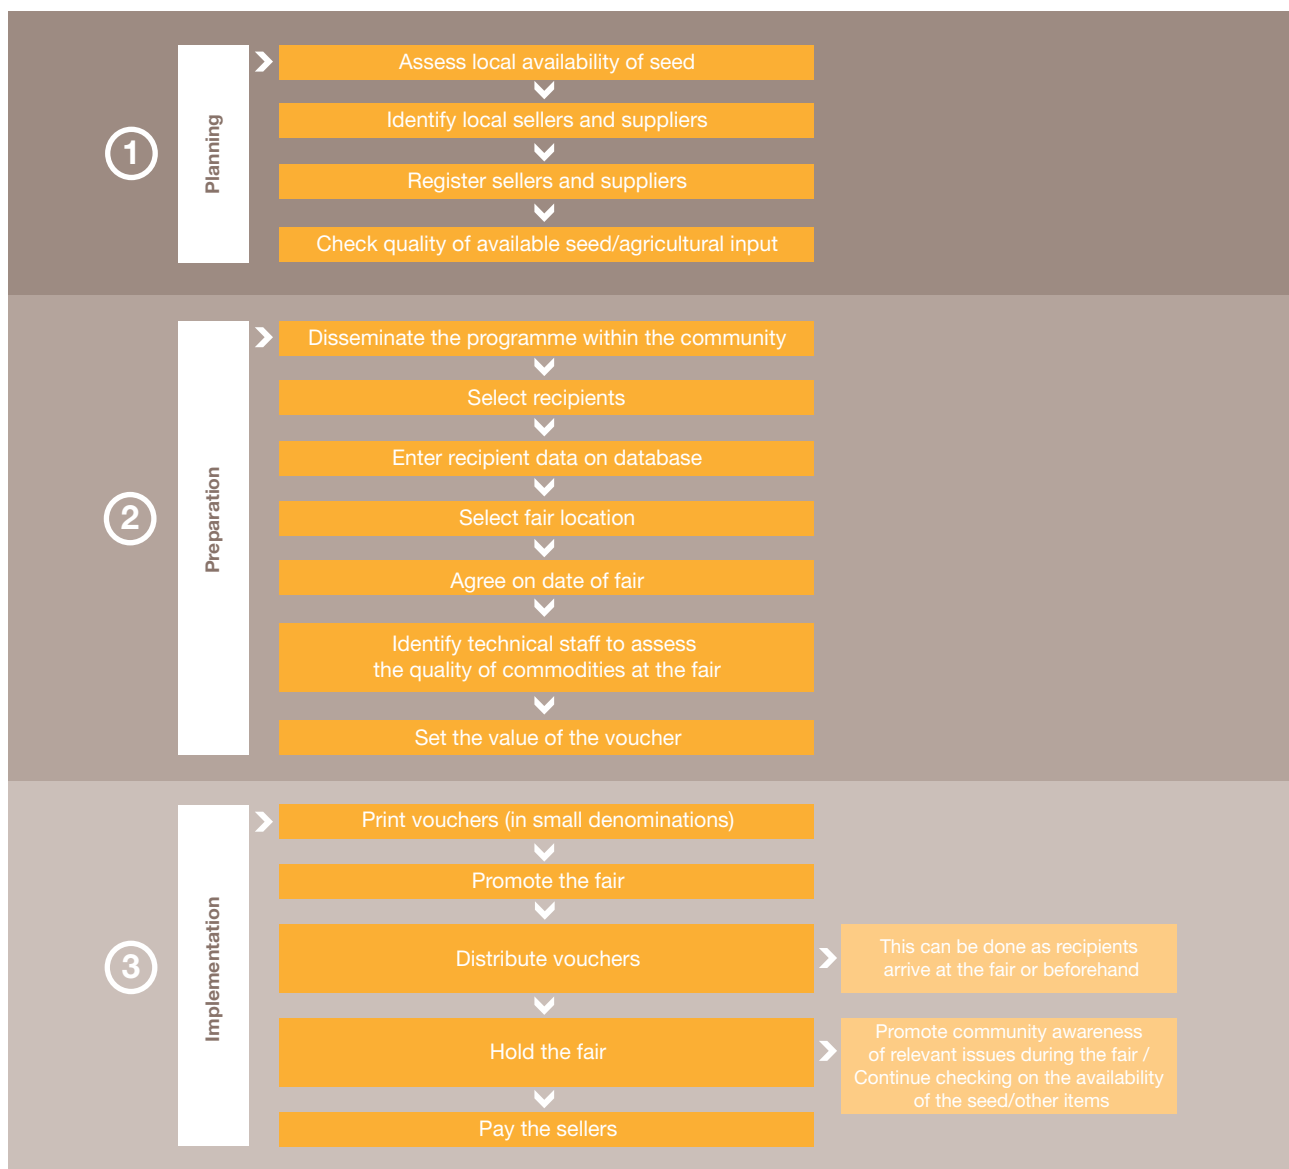 1
Planning
Assess local availability of seed
Identify local sellers and suppliers
Register sellers and suppliers
Check quality of available seed/agricultural input
2
Preparation
Disseminate the programme within the community
Select recipients
Enter recipient data on database
Select fair location
Agree on date of fair
Identify technical staff to assess
the quality of commodities at the fair
Set the value of the voucher
3
Implementation
Print vouchers (in small denominations)
Promote the fair
Distribute vouchers
This can be done as recipients
arrive at the fair or beforehand
Hold the fair
Promote community awareness
of relevant issues during the fair /
Continue checking on the availability
of the seed/other items
Pay the sellers